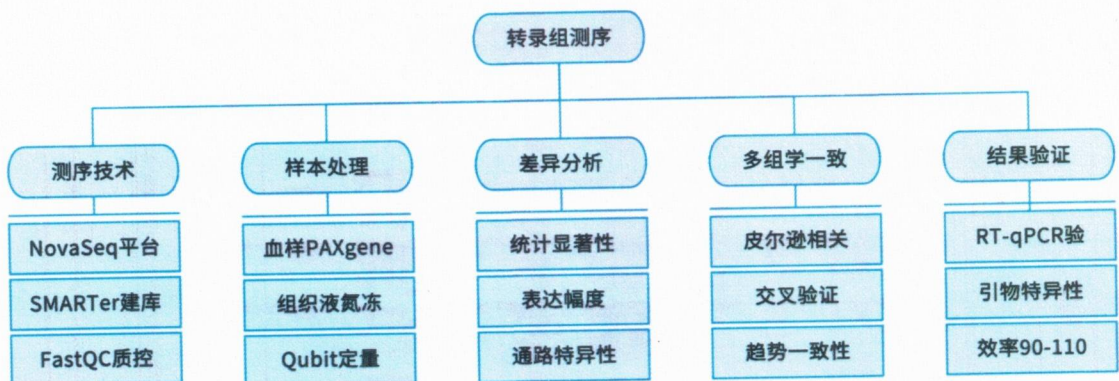 转录组测序
测序技术
样本处理
差异分析
多组学一致
结果验证
NovaSeq平台
血样PAXgene
统计显著性
皮尔逊相关
RT-qPCR验
SMARTer建库
组织液氮冻
表达幅度
交叉验证
引物特异性
FastQC质控
Qubit定量
通路特异性
趋势一致性
效率90-110